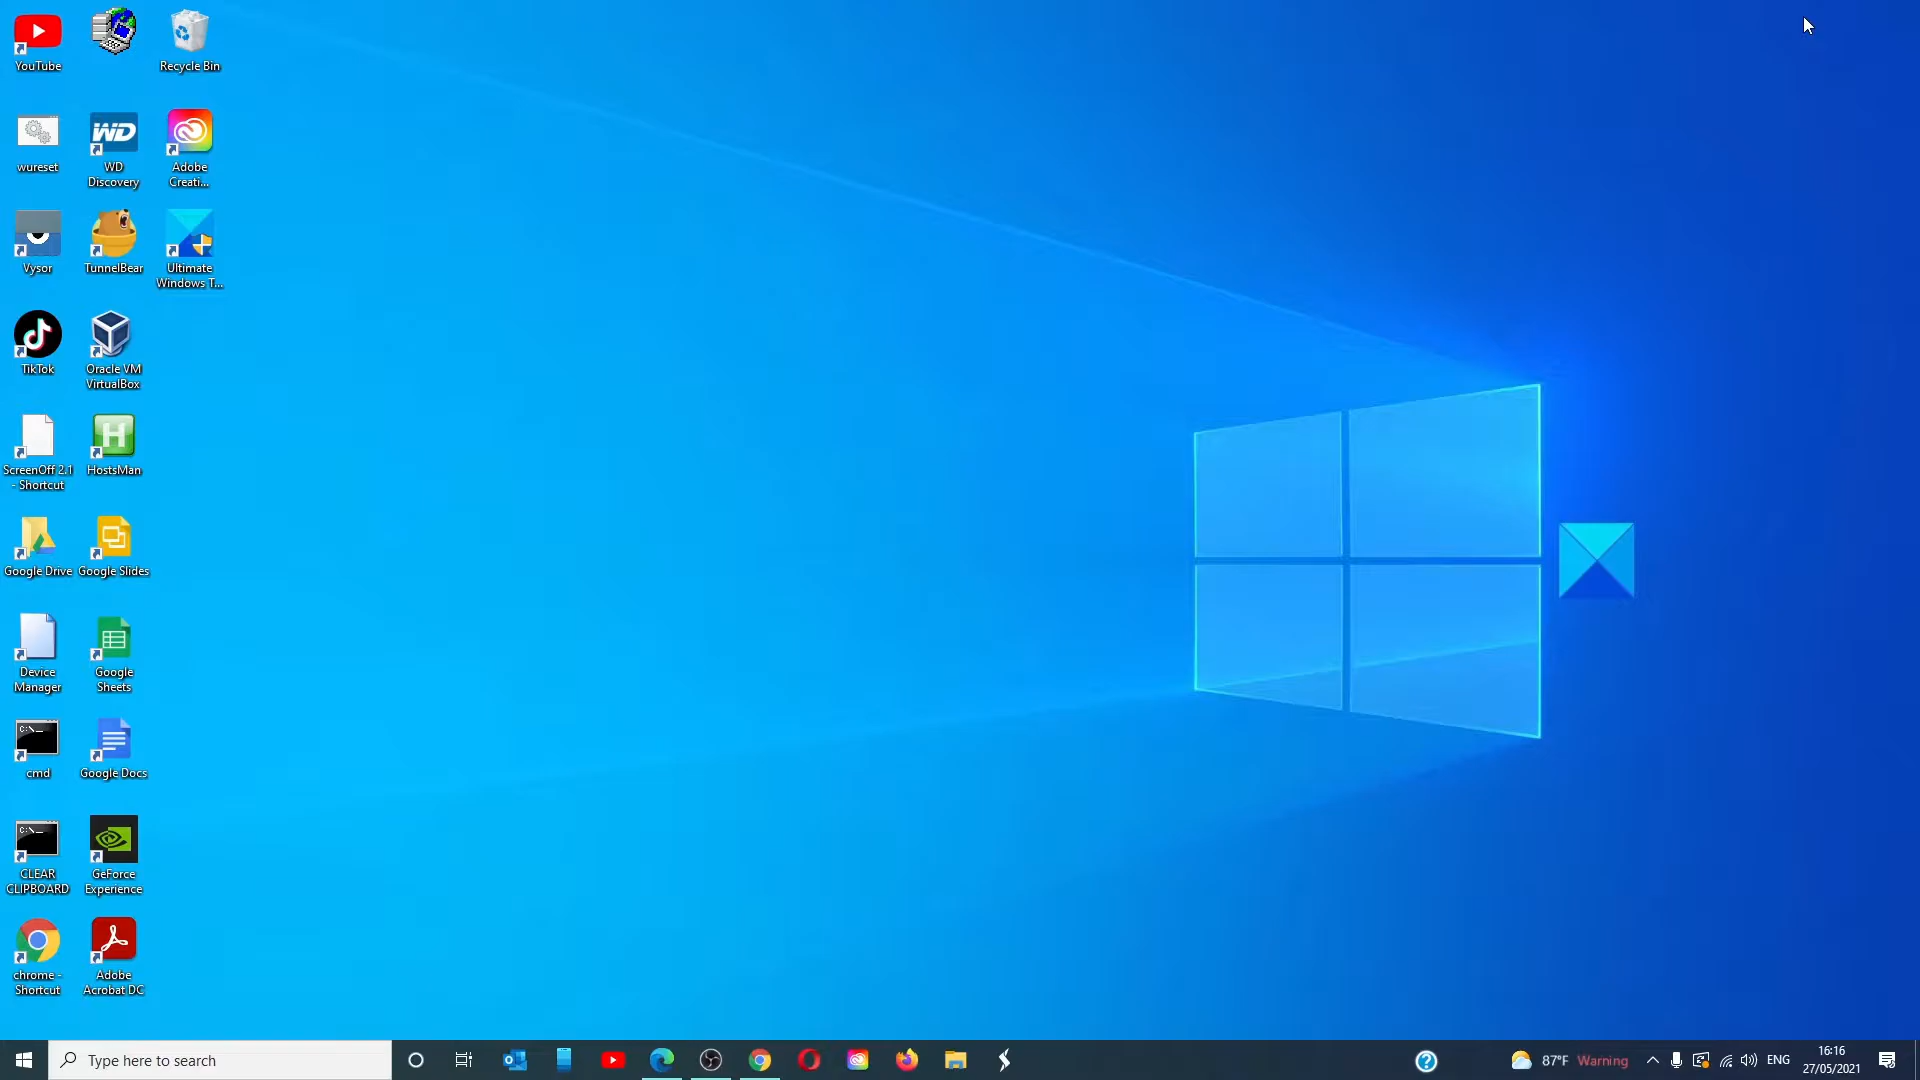 YouTube
Recycle Bin
wureset
WD
Discovery
Adobe
Creati...
Vysor
TunnelBear
Ultimate
Windows T...
TikTok
Oracle VM
VirtualBox
ScreenOff 2.1
- Shortcut
HostsMan
Google Drive
Google Slides
Device
Manager
Google
Sheets
cmd
Google Docs
CLEAR
CLIPBOARD
GeForce
Experience
chrome -
Shortcut
Adobe
Acrobat DC
Type here to search
87°F Warning
ENG
16:16
27/05/2021